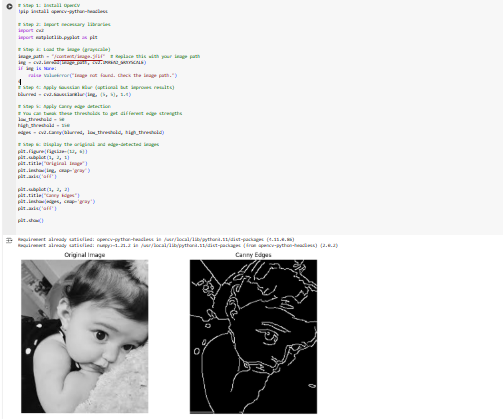 # Step 1: Install OpenCV
!pip install opencv-python-headless
# Step 2: Import necessary libraries
import cv2
import matplotlib.pyplot as plt
# Step 3: Load the image (grayscale)
image_path = "/content/image.jfif" # Replace this with your image path
img = cv2.imread(image_path, cv2.IMREAD_GRAYSCALE)
if img is None:
raise ValueError("Image not found. Check the image path.")
# Step 4: Apply Gaussian Blur (optional but improves results)
blurred = cv2.GaussianBlur(img, (5, 5), 1.4)
# Step 5: Apply Canny edge detection
# You can tweak these thresholds to get different edge strengths
low_threshold = 50
high_threshold = 150
edges = cv2.Canny(blurred, low_threshold, high_threshold)
# Step 6: Display the original and edge-detected images
plt.figure(figsize=(12, 6))
plt.subplot(1, 2, 1)
plt.title("Original Image")
plt.imshow(img, cmap='gray')
plt.axis('off')
plt.subplot(1, 2, 2)
plt.title("Canny Edges")
plt.imshow(edges, cmap='gray')
plt.axis('off')
plt.show()
Requirement already satisfied: opencv-python-headless in /usr/local/lib/python3.11/dist-packages (4.11.0.86)
Requirement already satisfied: numpy>=1.21.2 in /usr/local/lib/python3.11/dist-packages (from opencv-python-headless) (2.0.2)
Original Image
Canny Edges